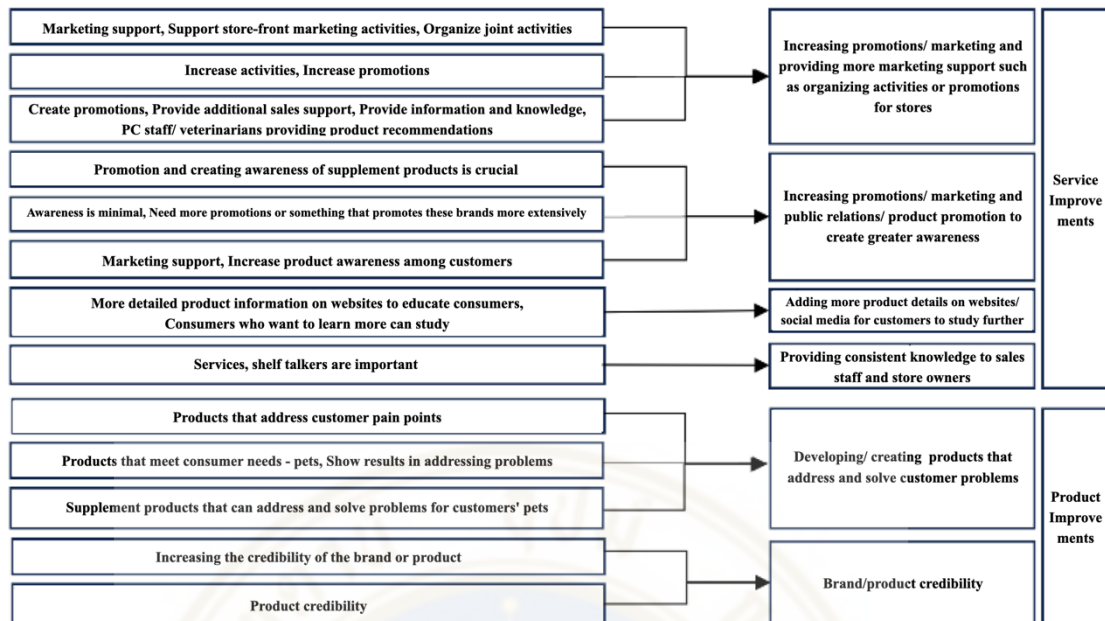 Marketing support, Support store-front marketing activities, Organize joint activities
Increase activities, Increase promotions
Create promotions, Provide additional sales support, Provide information and knowledge,
PC staff/ veterinarians providing product recommendations
Increasing promotions/ marketing and
providing more marketing support such
as organizing activities or promotions
for stores
Promotion and creating awareness of supplement products is crucial
Awareness is minimal, Need more promotions or something that promotes these brands more extensively
Marketing support, Increase product awareness among customers
Increasing promotions/ marketing and
public relations/ product promotion to
create greater awareness
More detailed product information on websites to educate consumers,
Consumers who want to learn more can study
Adding more product details on websites/
social media for customers to study further
Services, shelf talkers are important
Providing consistent knowledge to sales
staff and store owners
Service
Improve
ments
Products that address customer pain points
Products that meet consumer needs - pets, Show results in addressing problems
Supplement products that can address and solve problems for customers' pets
Developing/ creating products that
address and solve customer problems
Increasing the credibility of the brand or product
Product credibility
Brand/product credibility
Product
Improve
ments